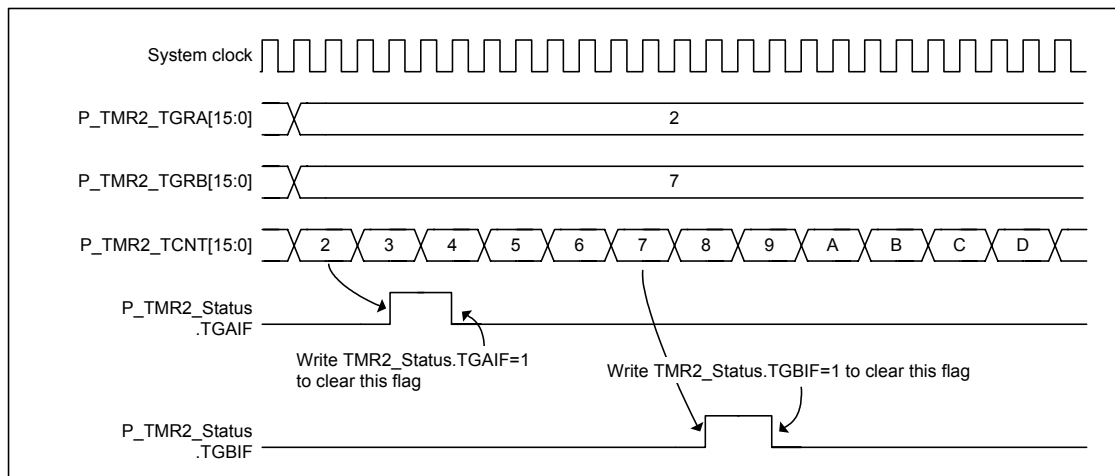 System clock
P_TMR2_TGRA[15:0]
2
P_TMR2_TGRB[15:0]
7
P_TMR2_TCNT[15:0]
2 3 4 5 6 7 8 9 A B C D
P_TMR2_Status
.TGAIF
Write TMR2_Status.TGAIF=1
to clear this flag
Write TMR2_Status.TGBIF=1 to clear this flag
P_TMR2_Status
.TGBIF